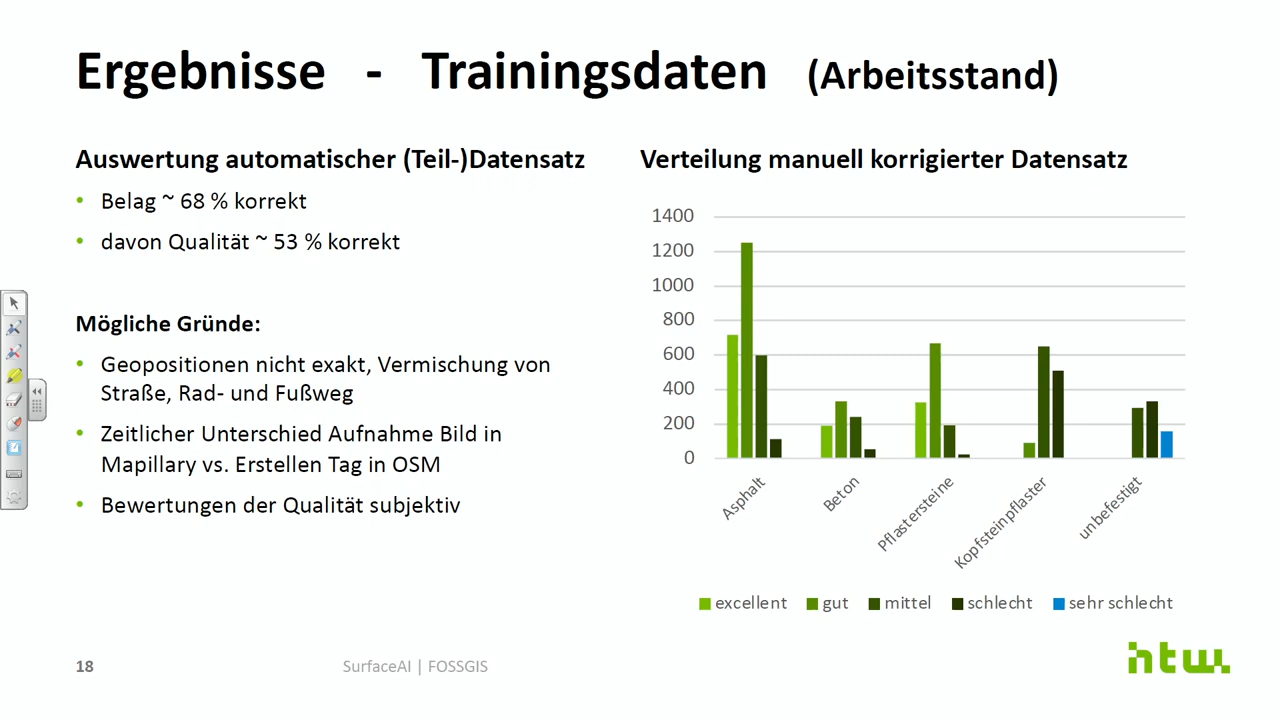 Ergebnisse - Trainingsdaten (Arbeitsstand)
Auswertung automatischer (Teil-)Datensatz
• Belag ~ 68 % korrekt
• davon Qualität ~ 53 % korrekt
Mögliche Gründe:
• Geopositionen nicht exakt, Vermischung von
Straße, Rad- und Fußweg
• Zeitlicher Unterschied Aufnahme Bild in
Mapillary vs. Erstellen Tag in OSM
• Bewertungen der Qualität subjektiv
Verteilung manuell korrigierter Datensatz
1400
1200
1000
800
600
400
200
0
Asphalt
Beton
Pflastersteine
Kopfsteinpflaster
unbefestigt
excellent gut mittel schlecht sehr schlecht
18 SurfaceAI | FOSSGIS
htw.